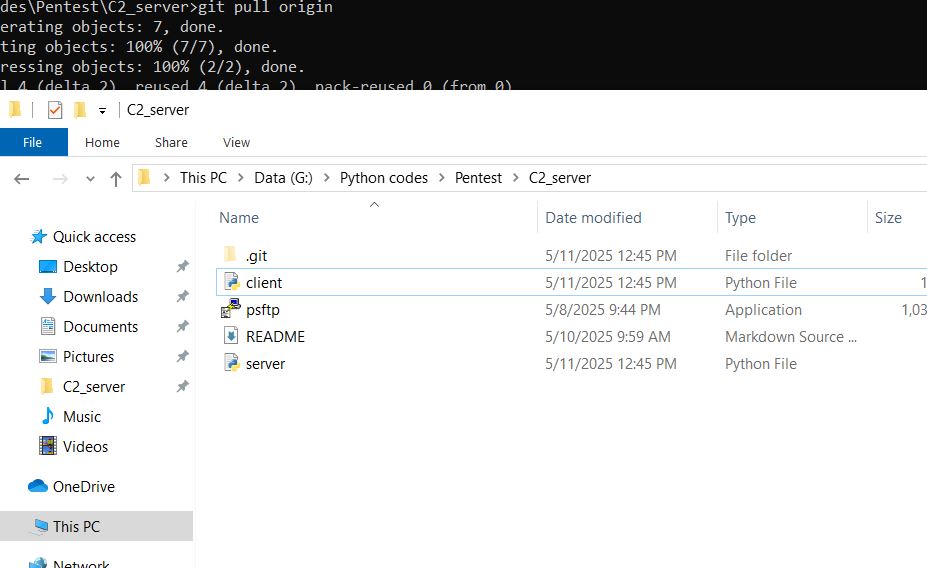 des\Pentest\C2_server>git pull origin
erating objects: 7, done.
ting objects: 100% (7/7), done.
ressing objects: 100% (2/2), done.
l 4 (delta 2), reused 4 (delta 2), pack-reused 0 (from 0)
C2_server
File Home Share View
This PC > Data (G:) > Python codes > Pentest > C2_server
Name Date modified Type Size
Quick access
Desktop
Downloads
Documents
Pictures
C2_server
Music
Videos
OneDrive
This PC
Network
.git 5/11/2025 12:45 PM File folder
client 5/11/2025 12:45 PM Python File 1
psftp 5/8/2025 9:44 PM Application 1,03
README 5/10/2025 9:59 AM Markdown Source ...
server 5/11/2025 12:45 PM Python File